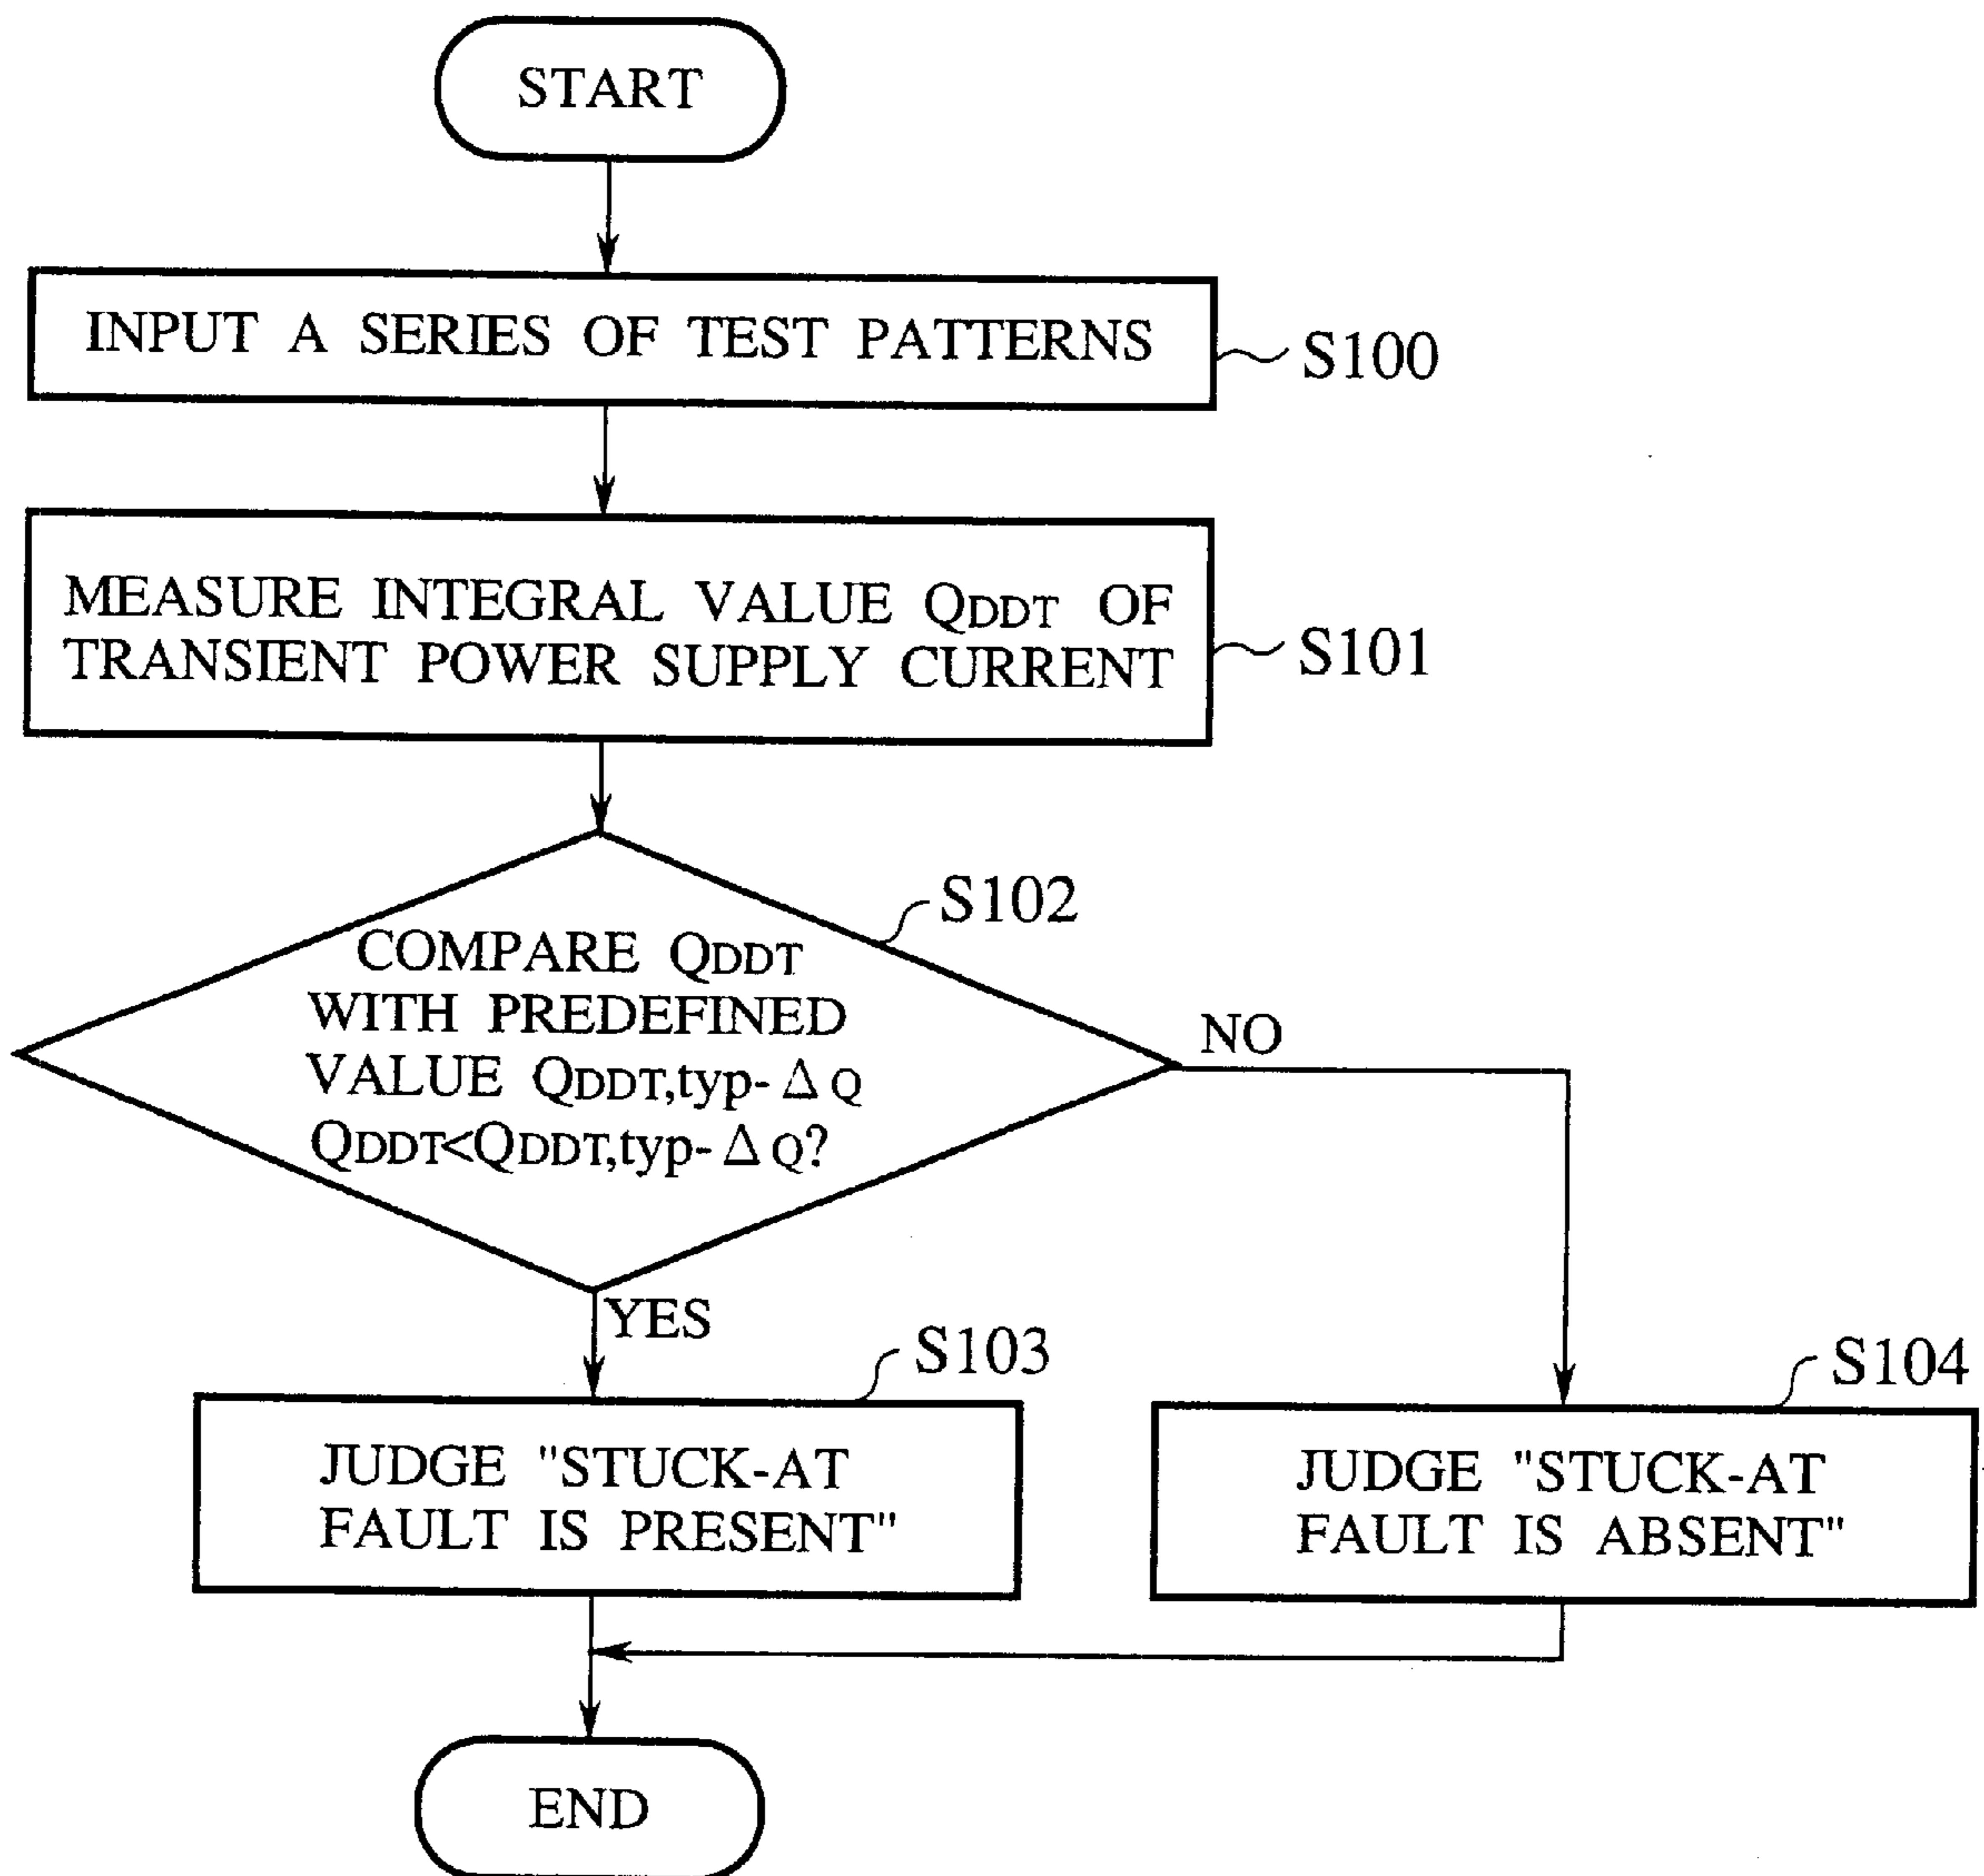 START
INPUT A SERIES OF TEST PATTERNS
S100
MEASURE INTEGRAL VALUE QDDT OF
TRANSIENT POWER SUPPLY CURRENT
S101
S102
COMPARE QDDT
WITH PREDEFINED
VALUE QDDT,typ-ΔQ
QDDT<QDDT,typ-ΔQ?
NO
YES
S103
JUDGE "STUCK-AT
FAULT IS PRESENT"
S104
JUDGE "STUCK-AT
FAULT IS ABSENT"
END